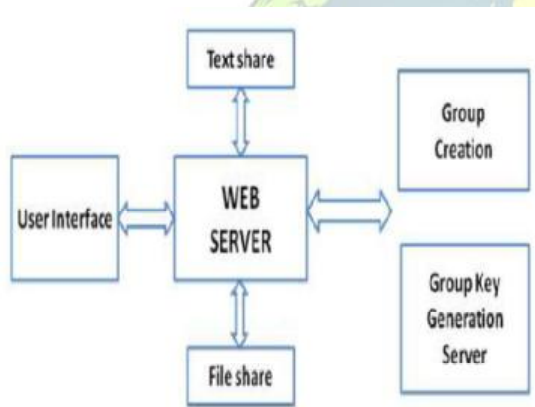 Text share
Group
Creation
User Interface
WEB
SERVER
Group Key
Generation
Server
File share